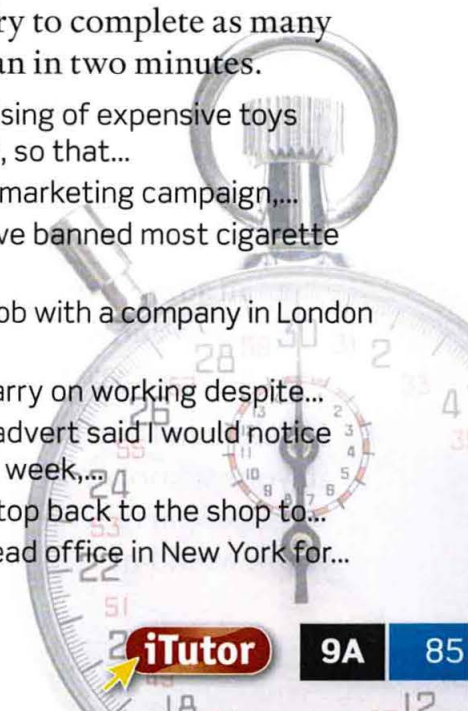 ry to complete as many
an in two minutes.
sing of expensive toys
, so that...
marketing campaign,...
ve banned most cigarette
ob with a company in London
arry on working despite...
advert said I would notice
week,...
top back to the shop to...
ead office in New York for...
iTutor 9A 85